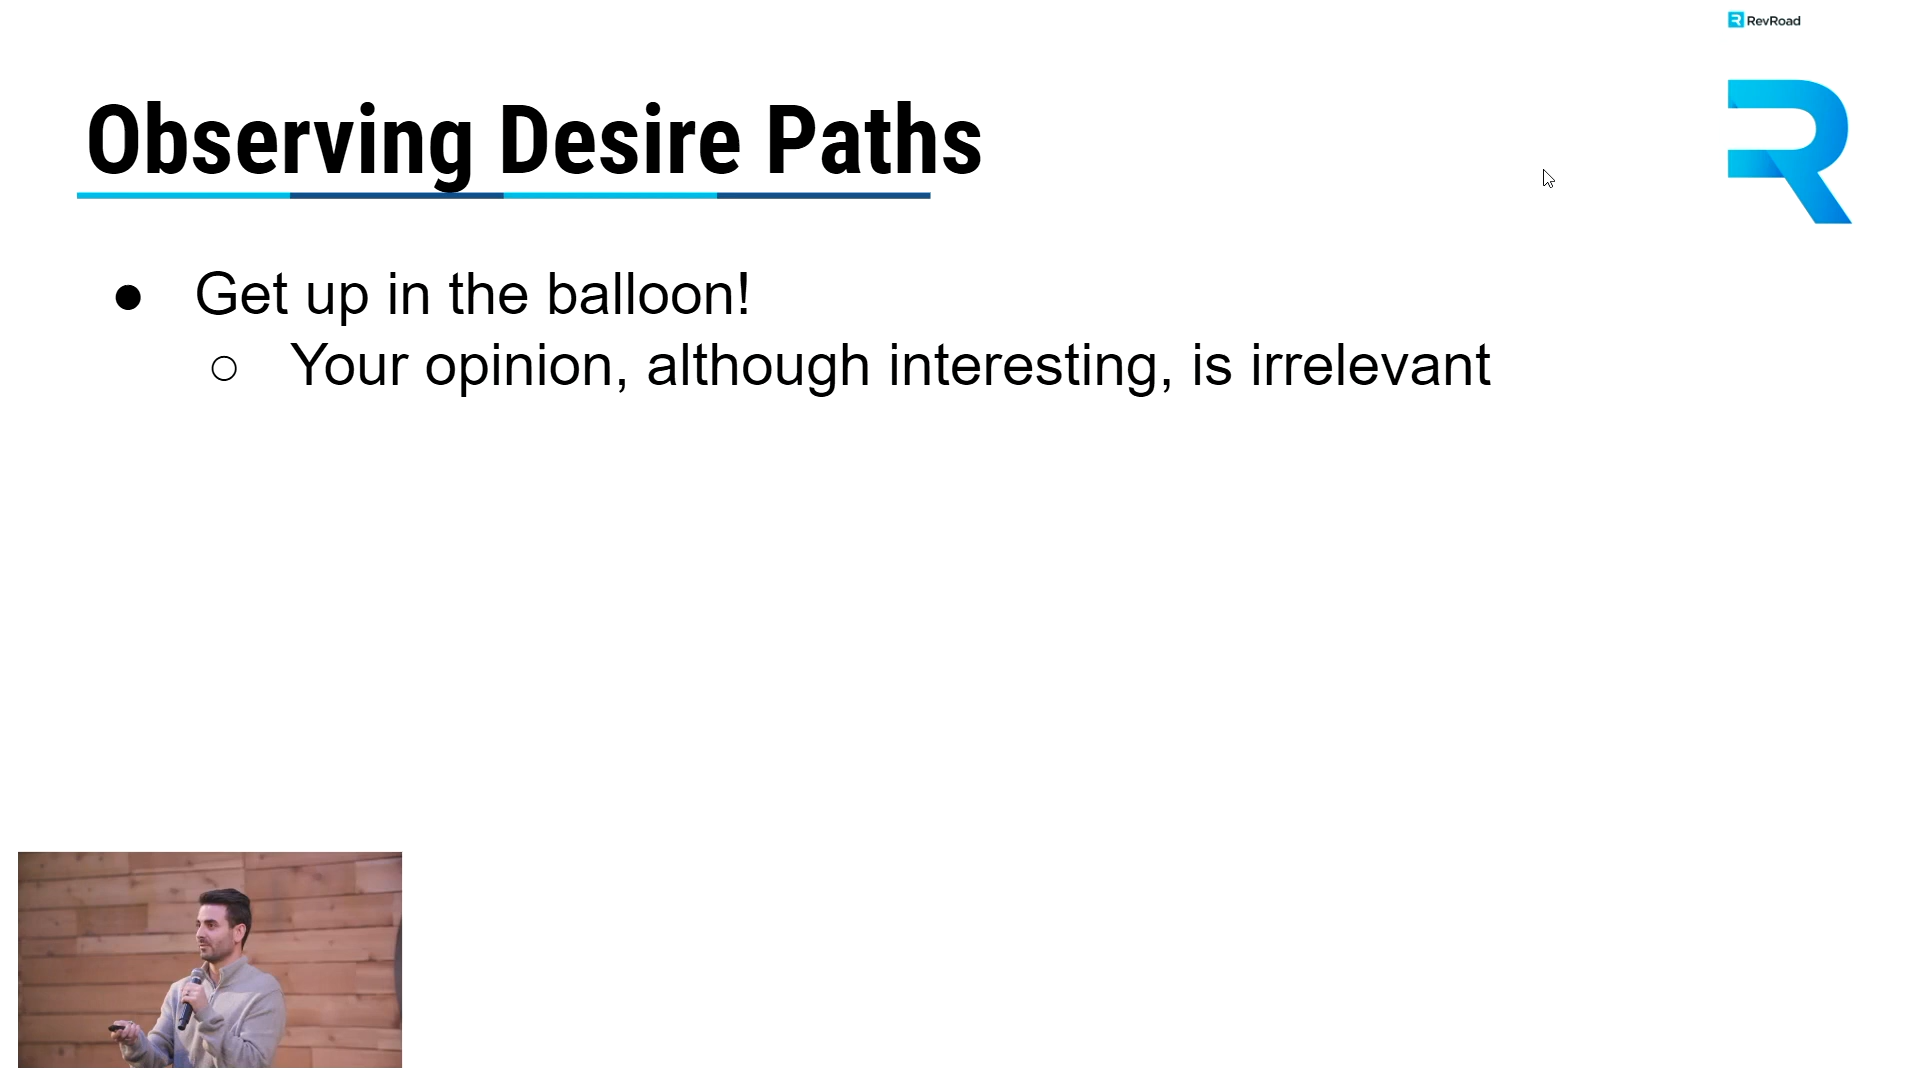 RevRoad
Observing Desire Paths
● Get up in the balloon!
○ Your opinion, although interesting, is irrelevant